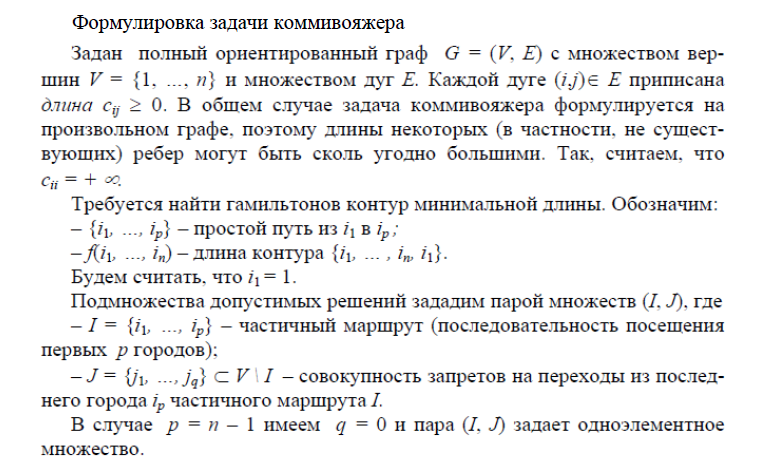 Формулировка задачи коммивояжера
Задан полный ориентированный граф G = (V, E) с множеством вер-
шин V = {1, ..., n} и множеством дуг E. Каждой дуге (i,j)∈ E приписана
длина cij ≥ 0. В общем случае задача коммивояжера формулируется на
произвольном графе, поэтому длины некоторых (в частности, не сущест-
вующих) ребер могут быть сколь угодно большими. Так, считаем, что
cii = + ∞.
Требуется найти гамильтонов контур минимальной длины. Обозначим:
– {i1, ..., ip} – простой путь из i1 в ip;
– f(i1, ..., in) – длина контура {i1, ... , in, i1}.
Будем считать, что i1 = 1.
Подмножества допустимых решений зададим парой множеств (I, J), где
– I = {i1, ..., ip} – частичный маршрут (последовательность посещения
первых p городов);
– J = {j1, ..., jq} ⊂ V \ I – совокупность запретов на переходы из послед-
него города ip частичного маршрута I.
В случае p = n – 1 имеем q = 0 и пара (I, J) задает одноэлементное
множество.